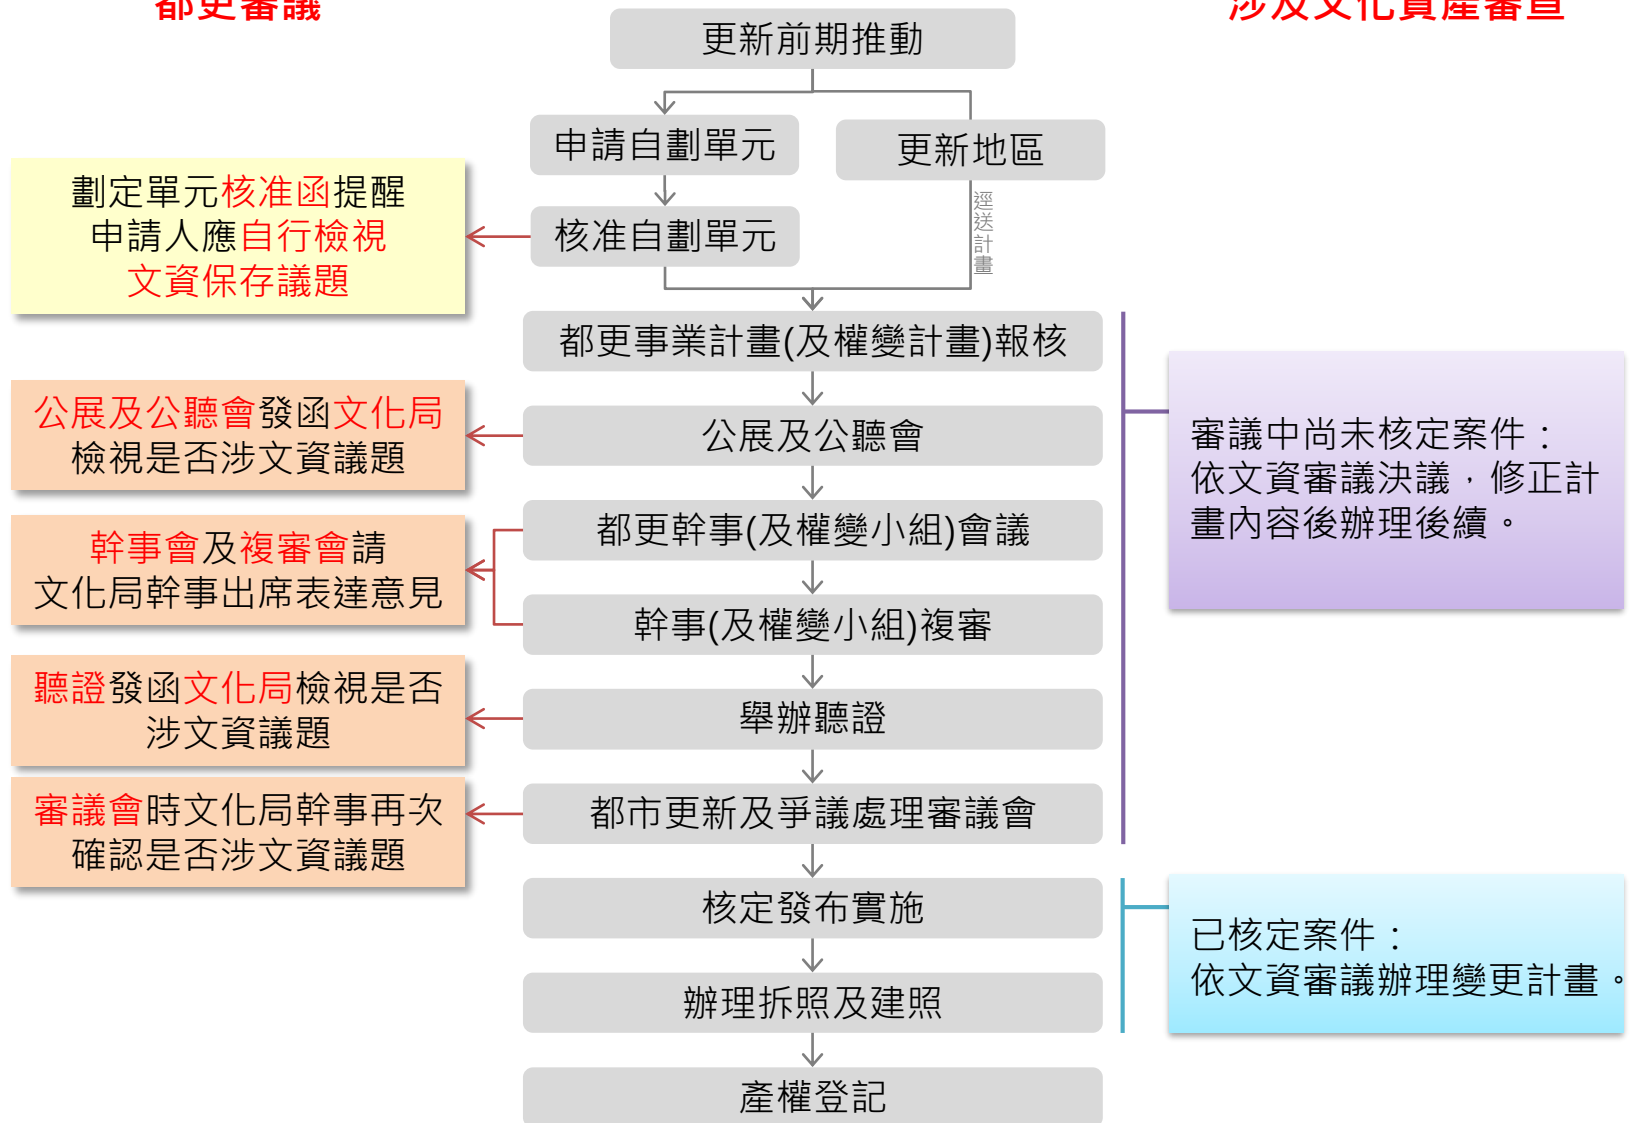 都更審議
涉及文化資產審查
更新前期推動
申請自劃單元
更新地區
逕送計畫
核准自劃單元
劃定單元核准函提醒
申請人應自行檢視
文資保存議題
都更事業計畫(及權變計畫)報核
公展及公聽會
公展及公聽會發函文化局
檢視是否涉文資議題
審議中尚未核定案件：
依文資審議決議，修正計
畫內容後辦理後續。
都更幹事(及權變小組)會議
幹事會及複審會請
文化局幹事出席表達意見
幹事(及權變小組)複審
聽證發函文化局檢視是否
涉文資議題
舉辦聽證
審議會時文化局幹事再次
確認是否涉文資議題
都市更新及爭議處理審議會
核定發布實施
已核定案件：
依文資審議辦理變更計畫。
辦理拆照及建照
產權登記